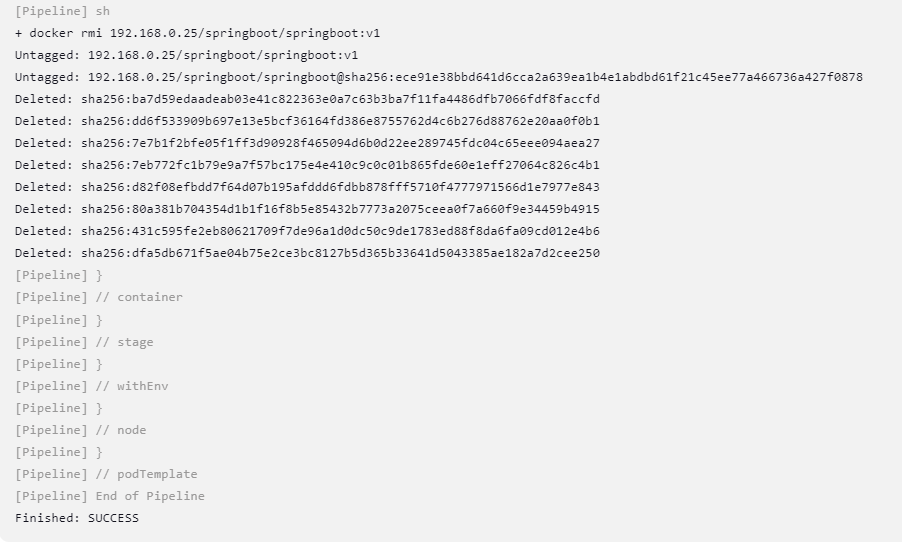 [Pipeline] sh
+ docker rmi 192.168.0.25/springboot/springboot:v1
Untagged: 192.168.0.25/springboot/springboot:v1
Untagged: 192.168.0.25/springboot/springboot@sha256:ece91e38bbd641d6cca2a639ea1b4e1abdbd61f21c45ee77a466736a427f0878
Deleted: sha256:ba7d59edaadeab03e41c822363e0a7c63b3ba7f11fa4486dfb7066fdf8faccfd
Deleted: sha256:dd6f533909b697e13e5bcf36164fd386e8755762d4c6b276d88762e20aa0f0b1
Deleted: sha256:7e7b1f2bfe05f1ff3d90928f465094d6b0d22ee289745fdc04c65eee094aea27
Deleted: sha256:7eb772fc1b79e9a7f57bc175e4e410c9c0c01b865fde60e1eff27064c826c4b1
Deleted: sha256:d82f08efbdd7f64d07b195afddd6fdbb878fff5710f4777971566d1e7977e843
Deleted: sha256:80a381b704354d1b1f16f8b5e85432b7773a2075ceea0f7a660f9e34459b4915
Deleted: sha256:431c595fe2eb80621709f7de96a1d0dc50c9de1783ed88f8da6fa09cd012e4b6
Deleted: sha256:dfa5db671f5ae04b75e2ce3bc8127b5d365b33641d5043385ae182a7d2cee250
[Pipeline] }
[Pipeline] // container
[Pipeline] }
[Pipeline] // stage
[Pipeline] }
[Pipeline] // withEnv
[Pipeline] }
[Pipeline] // node
[Pipeline] }
[Pipeline] // podTemplate
[Pipeline] End of Pipeline
Finished: SUCCESS